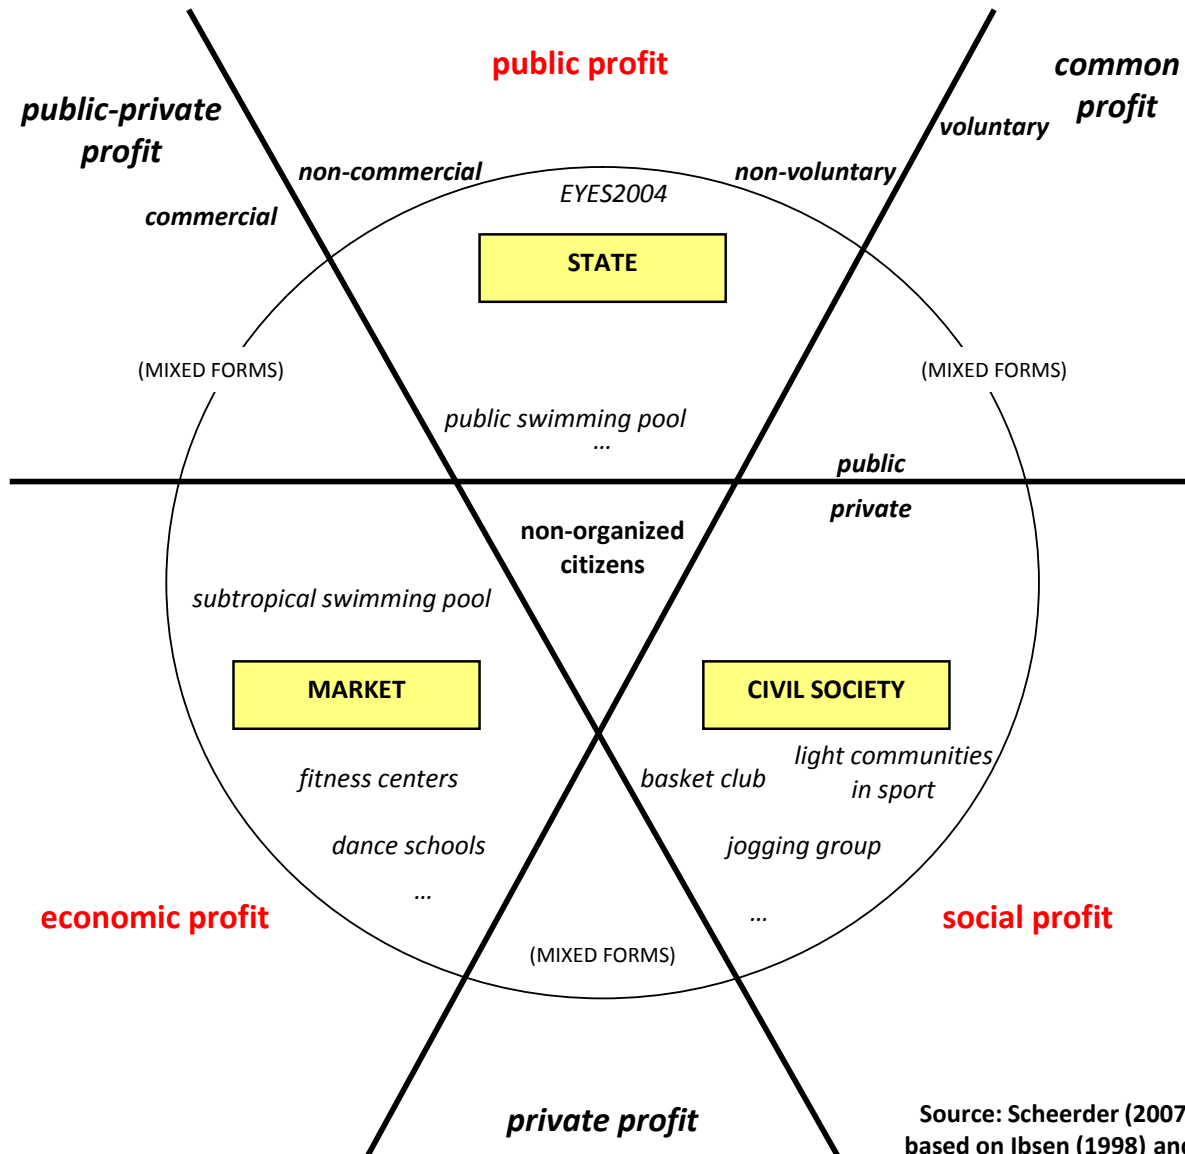 public profit
common
profit
public-private
profit
voluntary
non-commercial
non-voluntary
EYES2004
commercial
STATE
(MIXED FORMS)
(MIXED FORMS)
public swimming pool
...
public
private
non-organized
citizens
subtropical swimming pool
MARKET
CIVIL SOCIETY
light communities
in sport
fitness centers
basket club
dance schools
jogging group
...
...
economic profit
social profit
(MIXED FORMS)
private profit
Source: Scheerder (2007
based on Ibsen (1998) and